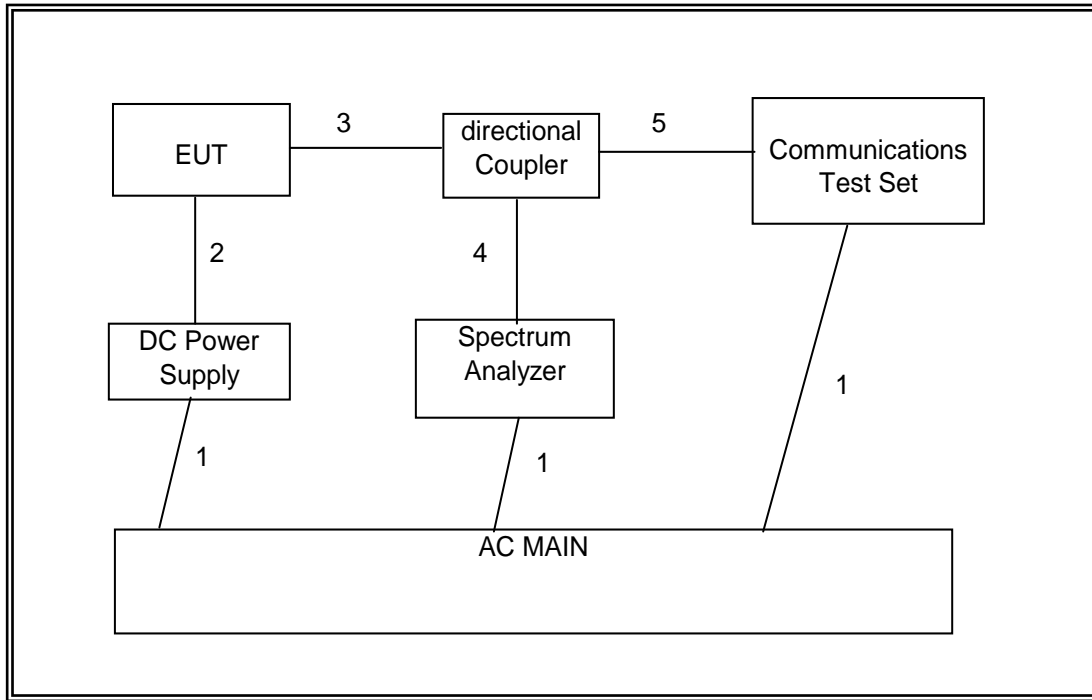 EUT
3
directional
Coupler
5
Communications
Test Set
2
4
DC Power
Supply
Spectrum
Analyzer
1
1
1
AC MAIN